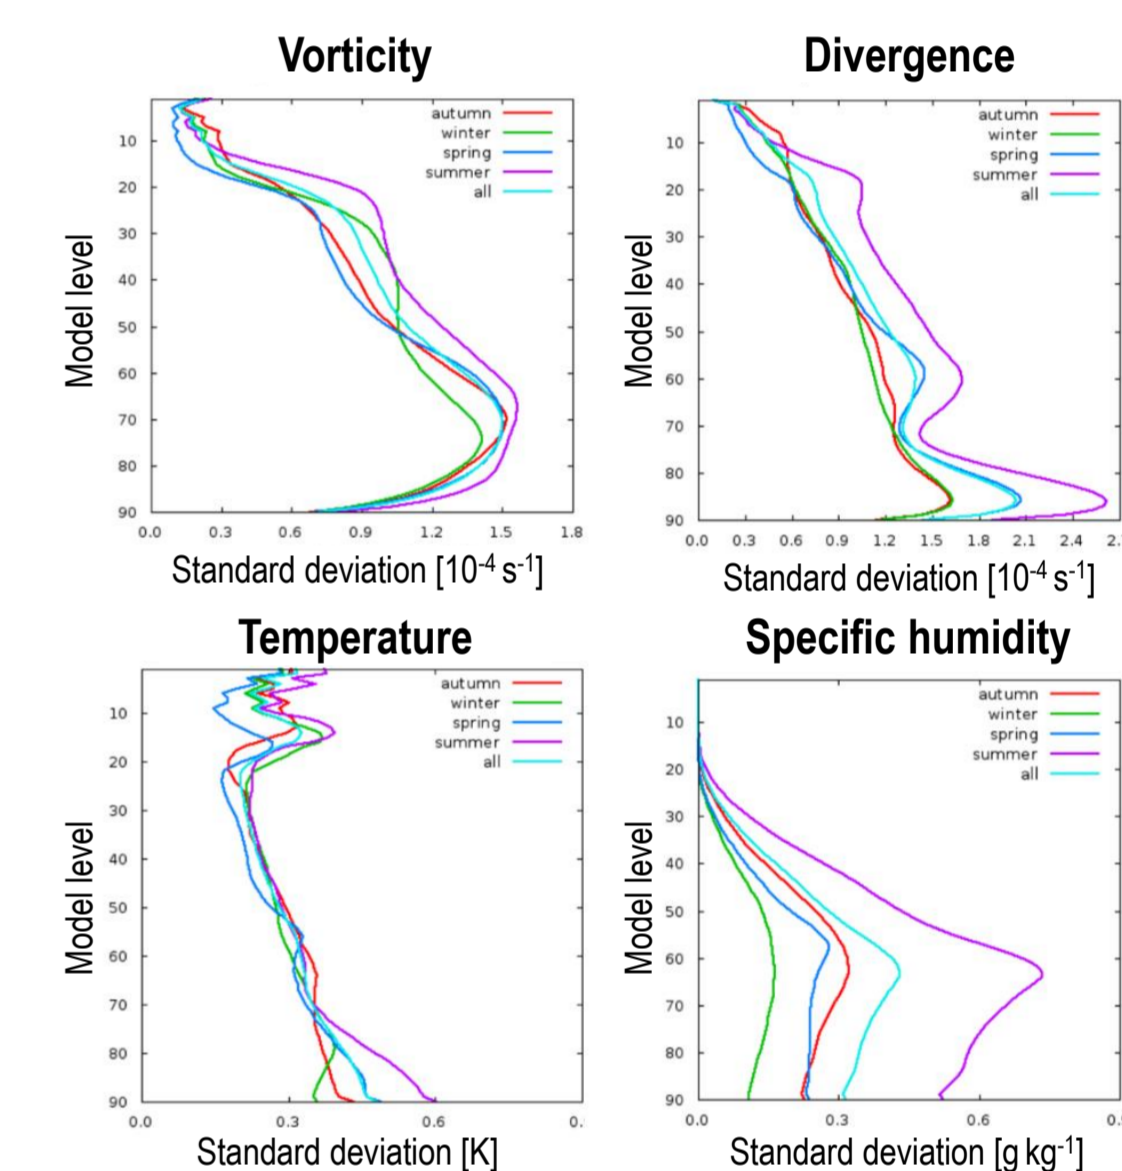 Vorticity
autumn
winter
spring
summer
all
10
20
30
40
50
60
70
80
90
Model level
0.0 0.3 0.6 0.9 1.2 1.5 1.8
Standard deviation [10-4 s-1]
Divergence
autumn
winter
spring
summer
all
10
20
30
40
50
60
70
80
90
Model level
0.0 0.3 0.6 0.9 1.2 1.5 1.8 2.1 2.4 2.
Standard deviation [10-4 s-1]
Temperature
autumn
winter
spring
summer
all
10
20
30
40
50
60
70
80
90
Model level
0.0 0.3 0.6 0.
Standard deviation [K]
Specific humidity
autumn
winter
spring
summer
all
10
20
30
40
50
60
70
80
90
Model level
0.0 0.3 0.6 0.
Standard deviation [g kg-1]